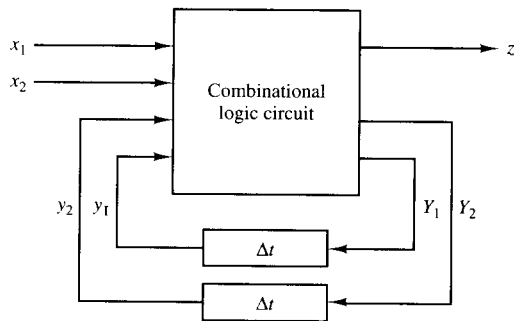 x₁
x₂
Combinational
logic circuit
z
y₂
y₁
Y₁
Y₂
Δt
Δt